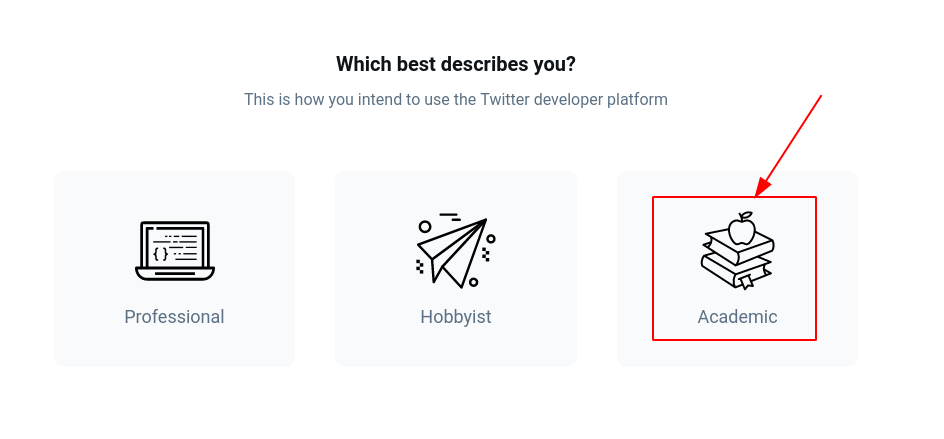 Which best describes you?
This is how you intend to use the Twitter developer platform
{ }
Professional
Hobbyist
Academic